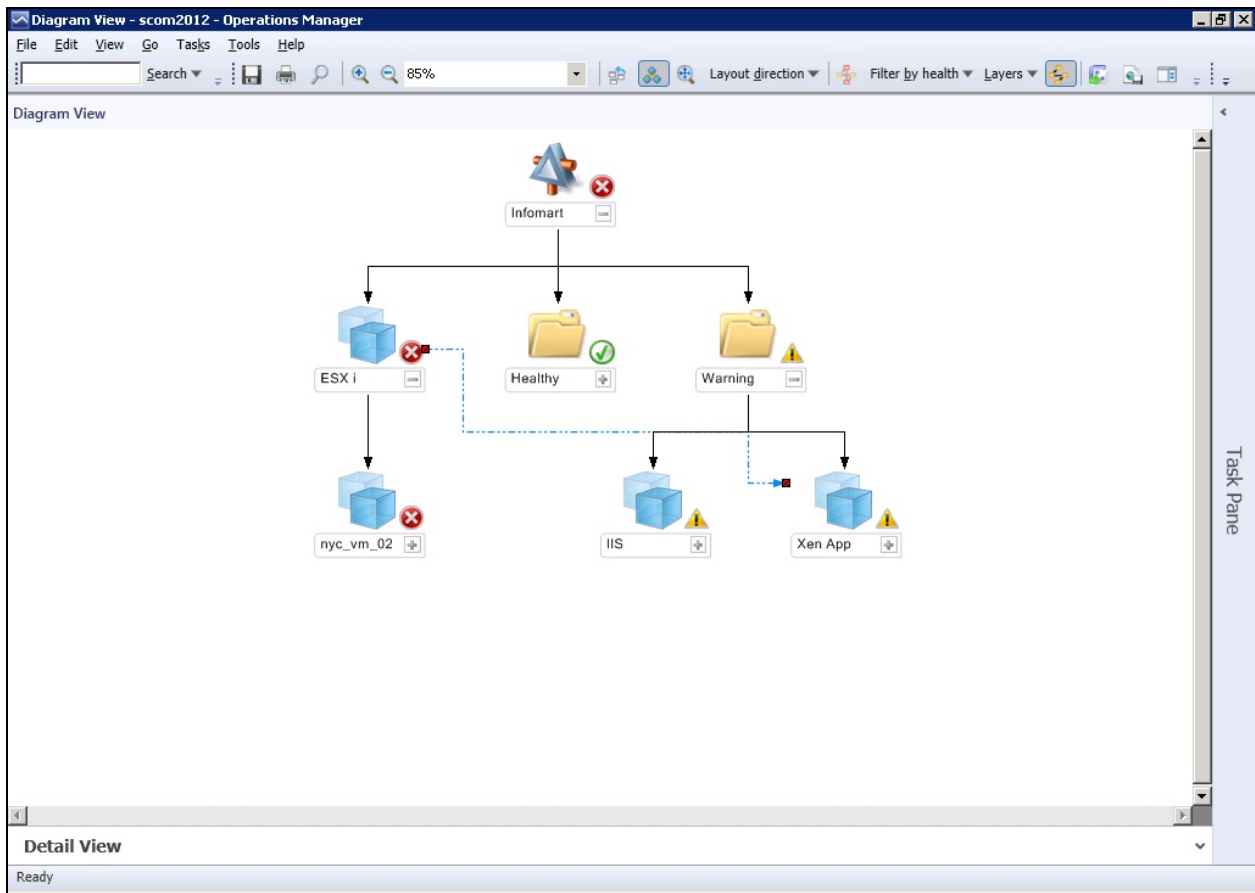 Diagram View - scom2012 - Operations Manager
File Edit View Go Tasks Tools Help
Search 85% Layout direction Filter by health Layers
Diagram View
Infomart
ESX i Healthy Warning
nyc_vm_02 IIS Xen App
Task Pane
Detail View
Ready